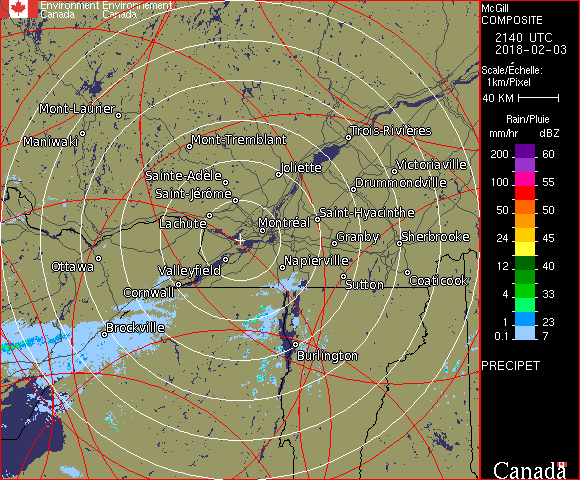 Environment Environnement
Canada Canada
McGill
COMPOSITE
2140 UTC
2018-02-03
Scale/Échelle:
1km/Pixel
40 KM
Rain/Pluie
mm/hr dBZ
200 60
100 55
50 50
24 45
12 40
4 33
1 23
0.1 7
PRECIPET
Canada
Mont-Laurier
Maniwaki
Mont-Tremblant
Trois-Rivières
Joliette
Victoriaville
Sainte-Adèle
Drummondville
Saint-Jérôme
Saint-Hyacinthe
Lachute
Montréal
Granby
Sherbrooke
Ottawa
Valleyfield
Napierville
Coaticook
Cornwall
Sutton
Brockville
Burlington